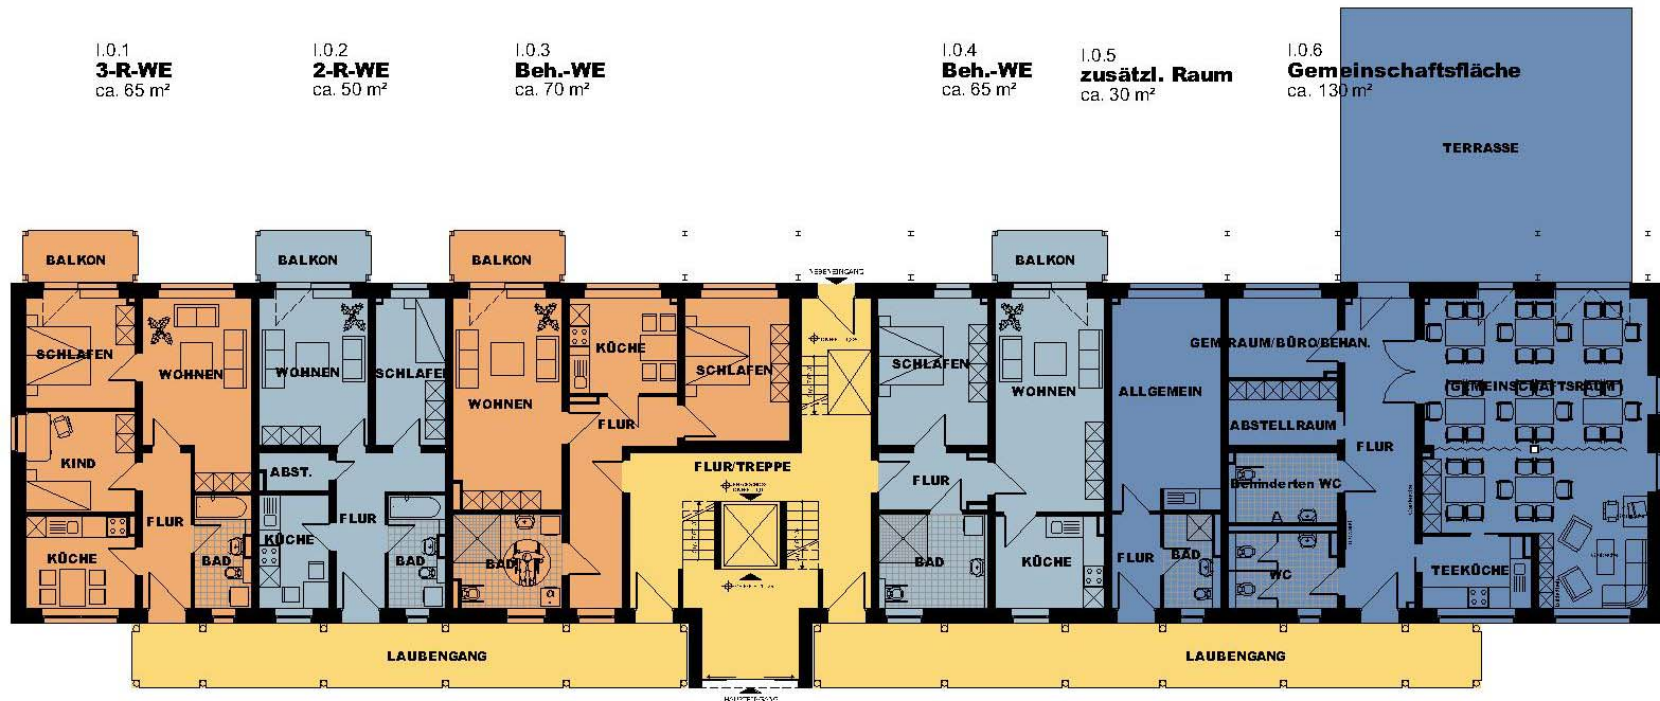 I.0.1
3-R-WE
ca. 65 m²
I.0.2
2-R-WE
ca. 50 m²
I.0.3
Beh.-WE
ca. 70 m²
I.0.4
Beh.-WE
ca. 65 m²
I.0.5
zusätzl. Raum
ca. 30 m²
I.0.6
Gemeinschaftsfläche
ca. 130 m²
TERRASSE
BALKON
BALKON
BALKON
BALKON
NEBENEINGANG
SCHLAFEN
WOHNEN
WOHNEN
SCHLAFEN
WOHNEN
KÜCHE
SCHLAFEN
SCHLAFEN
WOHNEN
ALLGEMEIN
GEM.RAUM/BÜRO/BEHAN.
GEMEINSCHAFTSRAUM
ABSTELLRAUM
FLUR
KIND
ABST.
FLUR
FLUR/TREPPE
FLUR
Behinderten WC
FLUR
FLUR
KÜCHE
BAD
KÜCHE
BAD
BAD
BAD
KÜCHE
FLUR
BAD
WC
TEEKÜCHE
LAUBENGANG
LAUBENGANG
HAUPTEINGANG